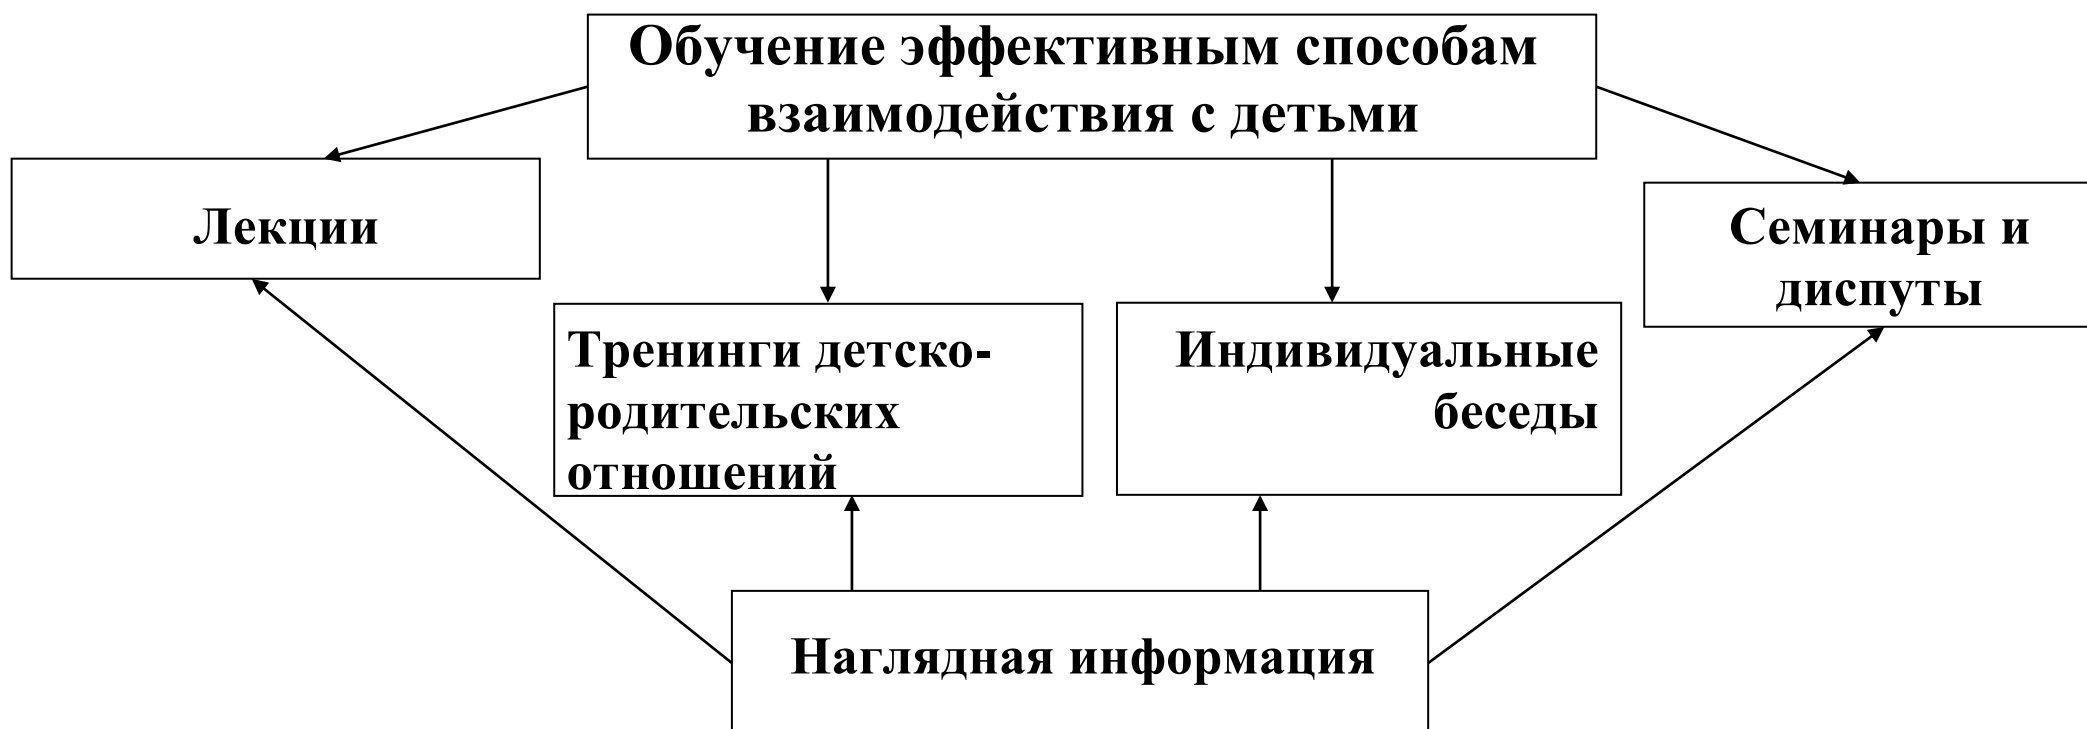 Обучение эффективным способам
взаимодействия с детьми
Лекции
Семинары и
диспуты
Тренинги детско-
родительских
отношений
Индивидуальные
беседы
Наглядная информация